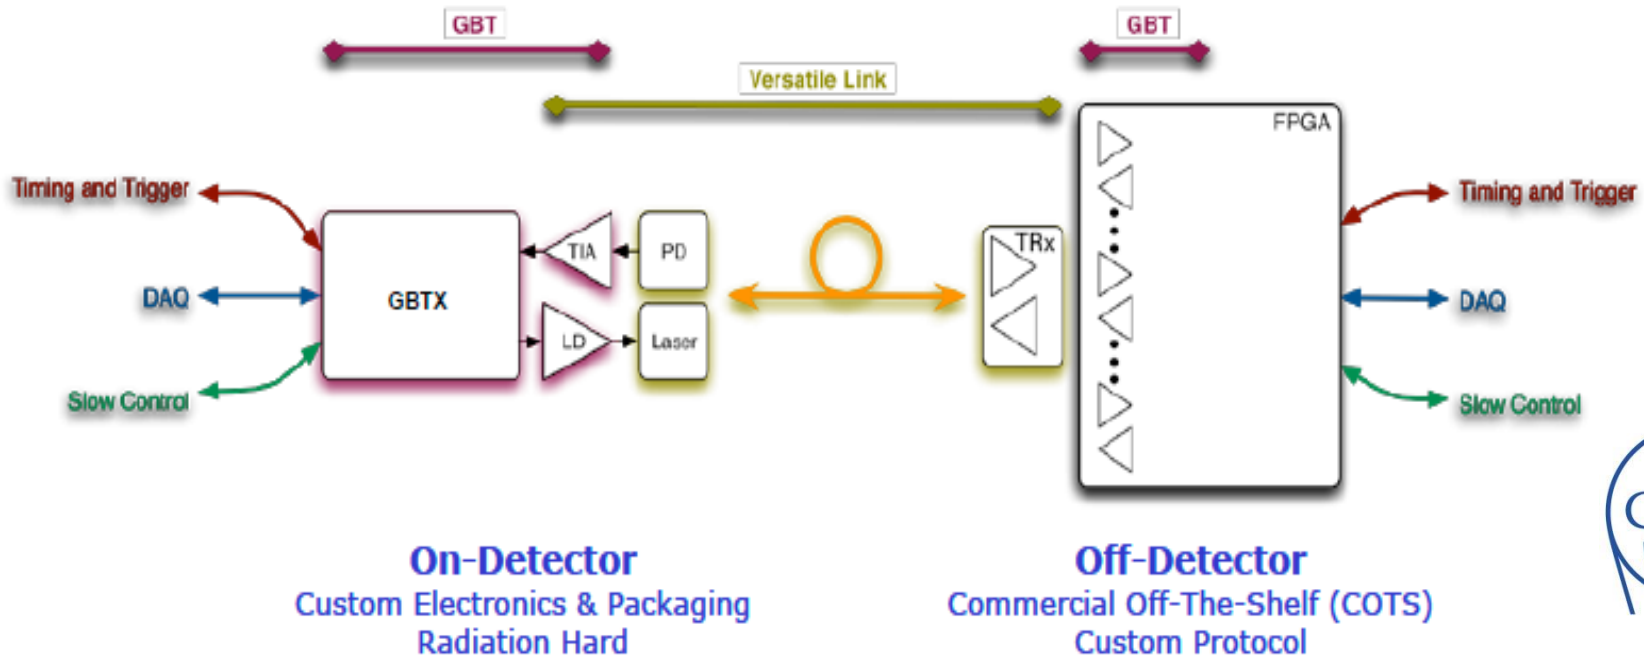 GBT
GBT
Versatile Link
FPGA
Timing and Trigger
Timing and Trigger
TIA
PD
TRx
DAQ
GBTX
DAQ
LD
Laser
Slow Control
Slow Control
On-Detector
Custom Electronics & Packaging
Radiation Hard
Off-Detector
Commercial Off-The-Shelf (COTS)
Custom Protocol